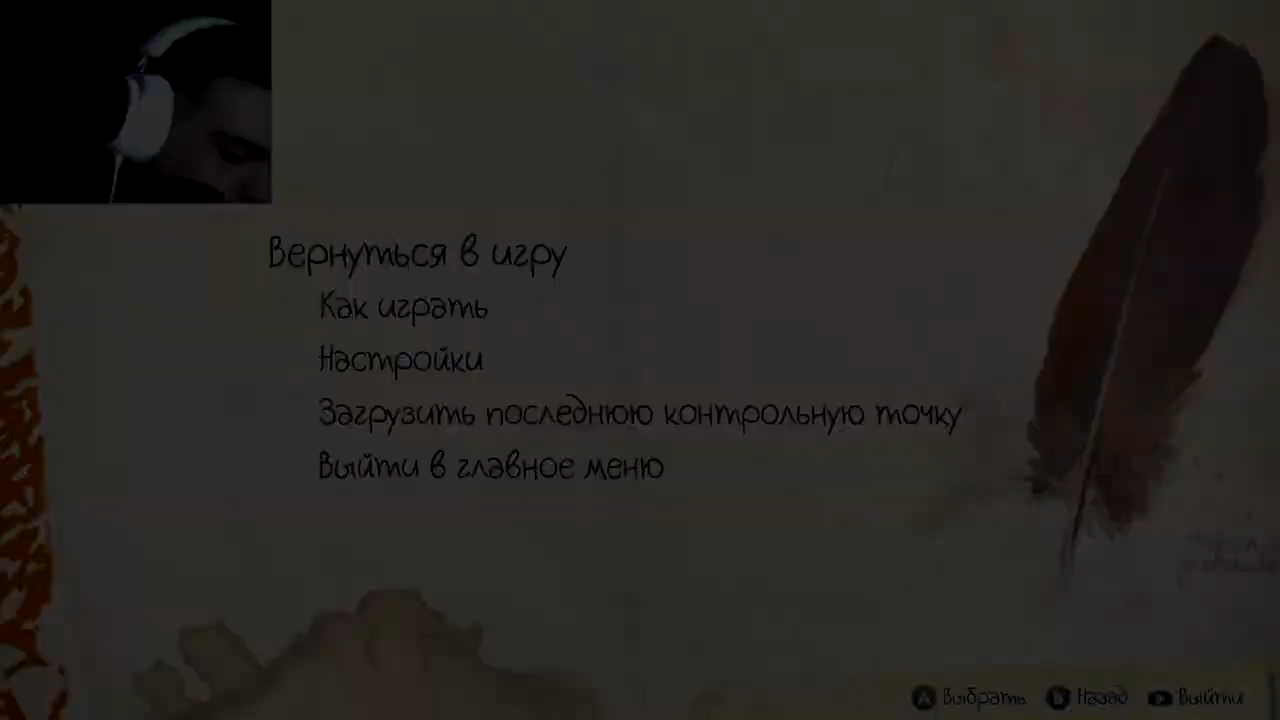 Вернуться в игру
Как играть
Настройки
Загрузить последнюю контрольную точку
Выйти в главное меню
A Выбрать B Назад Выйти